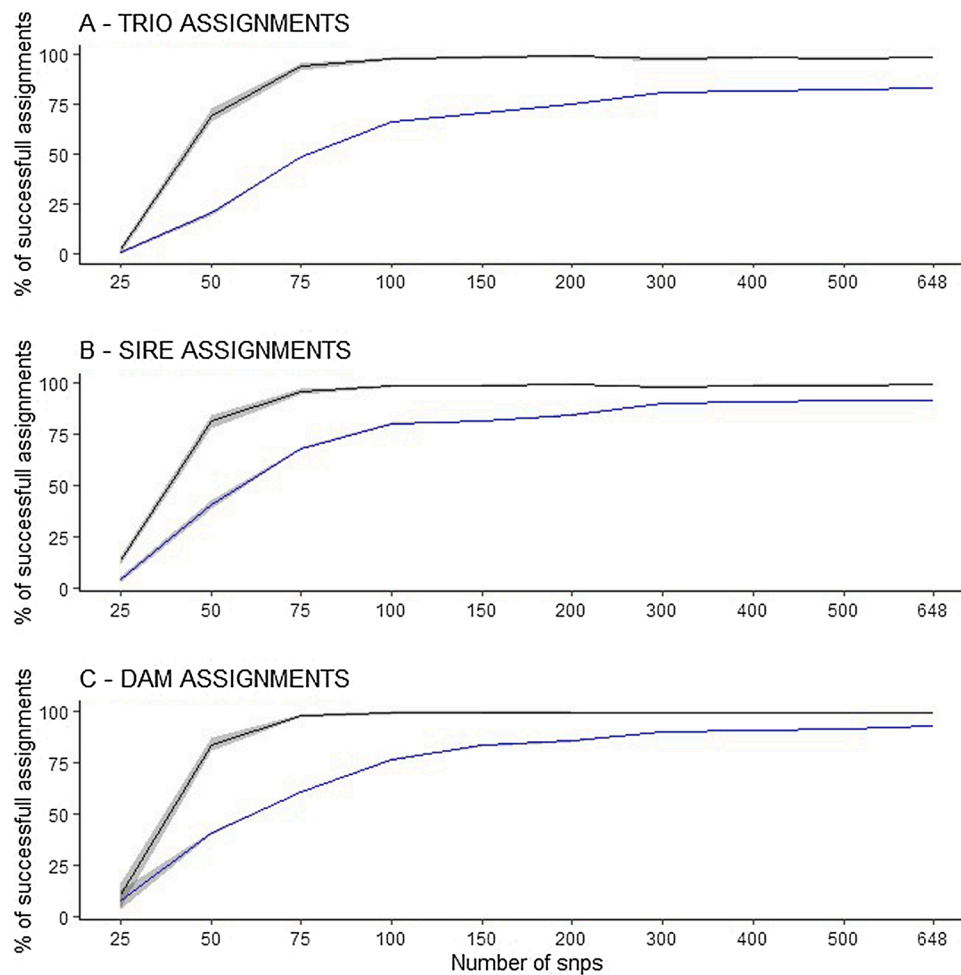 A - TRIO ASSIGNMENTS
% of successfull assignments
100
75
50
25
0
25 50 75 100 150 200 300 400 500 648
B - SIRE ASSIGNMENTS
% of successfull assignments
100
75
50
25
0
25 50 75 100 150 200 300 400 500 648
C - DAM ASSIGNMENTS
% of successfull assignments
100
75
50
25
0
25 50 75 100 150 200 300 400 500 648
Number of snps